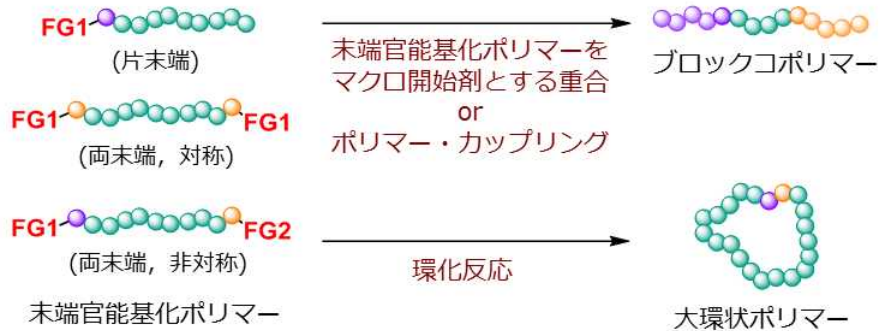 FG1
(片末端)
FG1
FG1
(両末端，対称)
FG1
FG2
(両末端，非対称)
末端官能基化ポリマー
末端官能基化ポリマーを
マクロ開始剤とする重合
or
ポリマー・カップリング
環化反応
ブロックコポリマー
大環状ポリマー